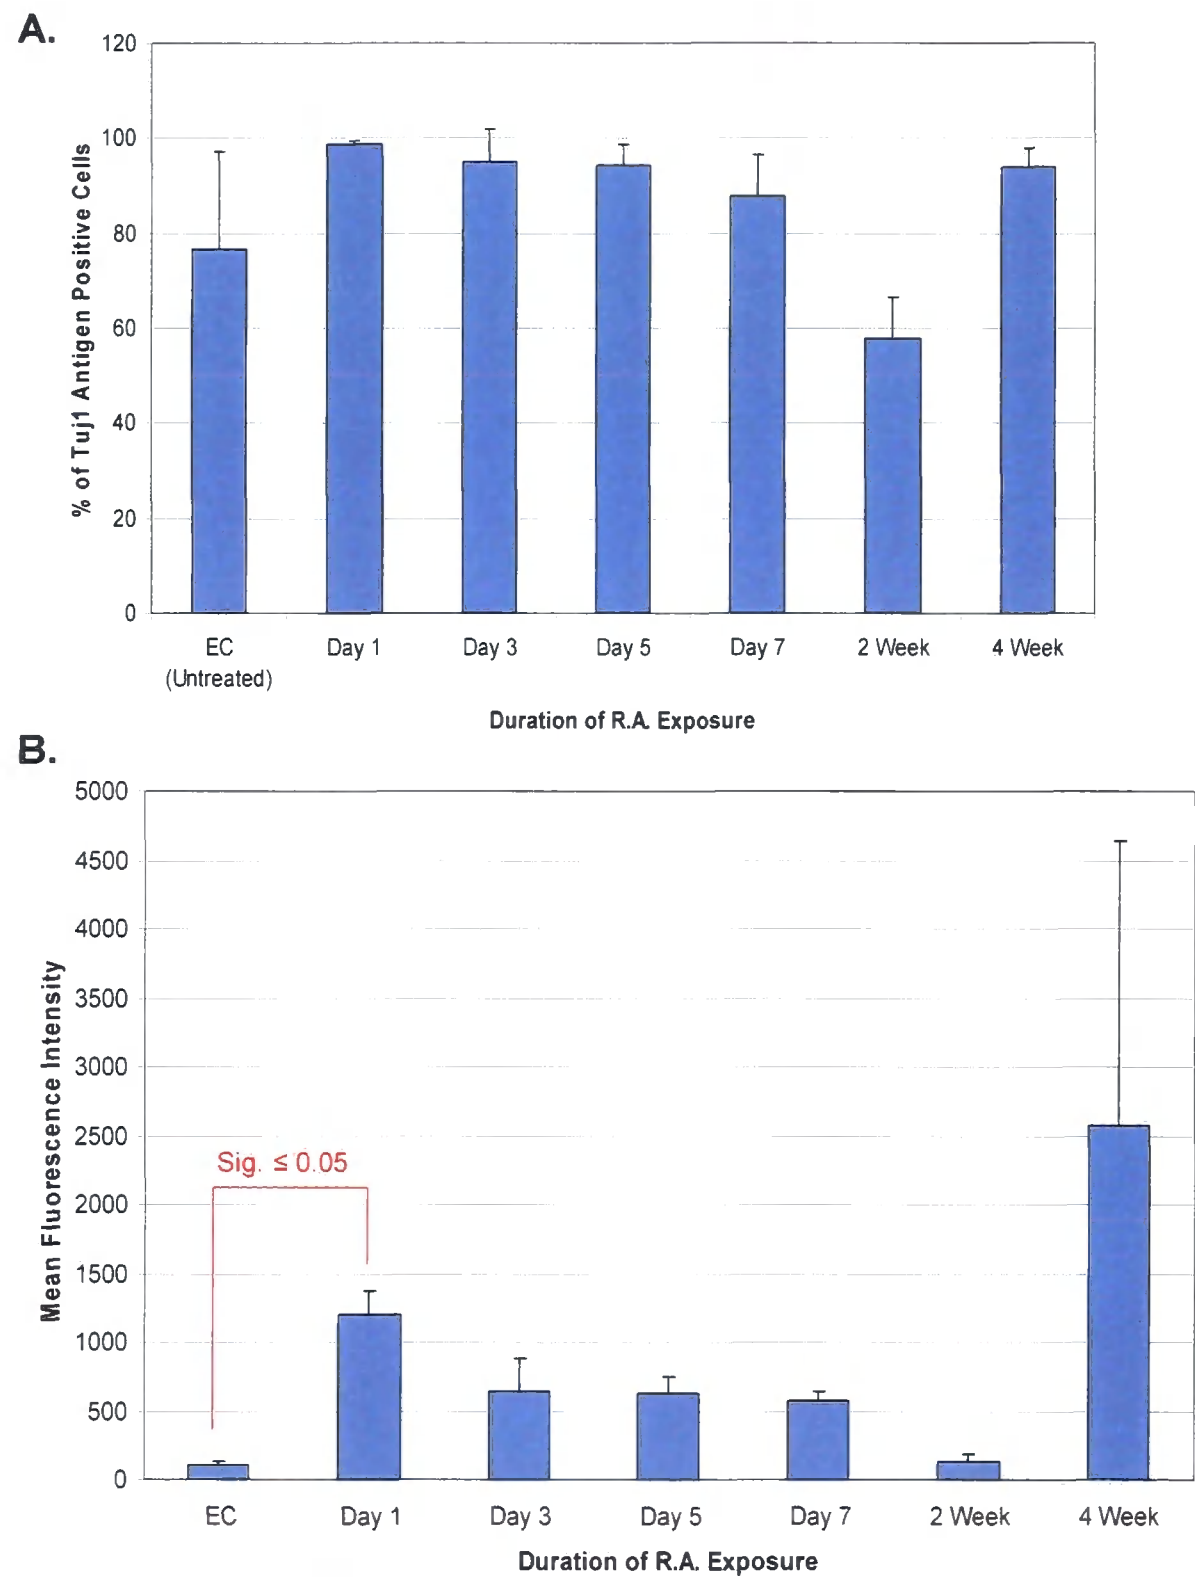 A.
120
100
80
60
40
20
0
% of Tuj1 Antigen Positive Cells
EC Day 1 Day 3 Day 5 Day 7 2 Week 4 Week
(Untreated)
Duration of R.A. Exposure
B.
5000
4500
4000
3500
3000
2500
2000
1500
1000
500
0
Mean Fluorescence Intensity
Sig. ≤ 0.05
EC Day 1 Day 3 Day 5 Day 7 2 Week 4 Week
Duration of R.A. Exposure